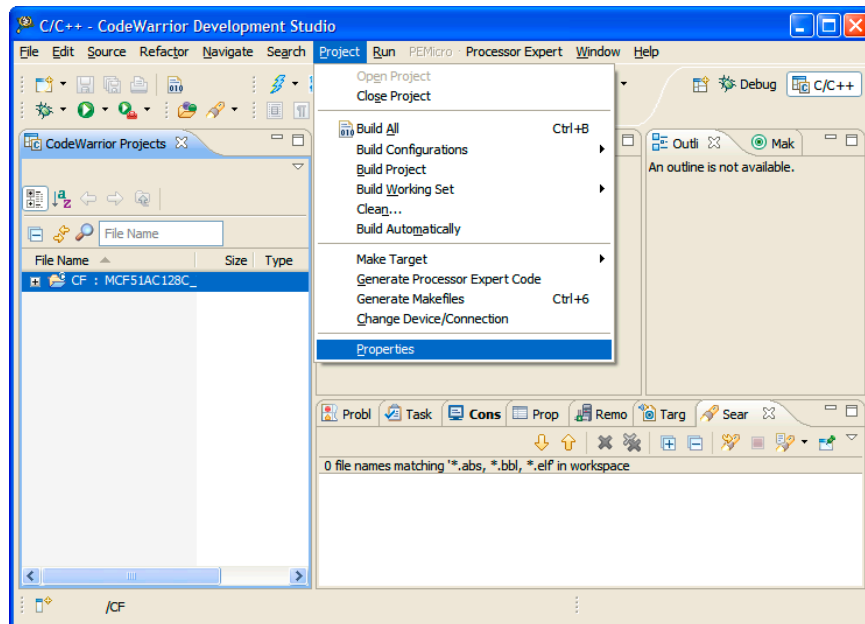 C/C++ - CodeWarrior Development Studio
File Edit Source Refactor Navigate Search Project Run PEMicro Processor Expert Window Help
Debug C/C++
CodeWarrior Projects
File Name
File Name Size Type
CF : MCF51AC128C_
Open Project
Close Project
Build All Ctrl+B
Build Configurations
Build Project
Build Working Set
Clean...
Build Automatically
Make Target
Generate Processor Expert Code
Generate Makefiles Ctrl+6
Change Device/Connection
Properties
Outli Mak
An outline is not available.
Probl Task Cons Prop Remo Targ Sear
0 file names matching '*.abs, *.bbl, *.elf' in workspace
/CF